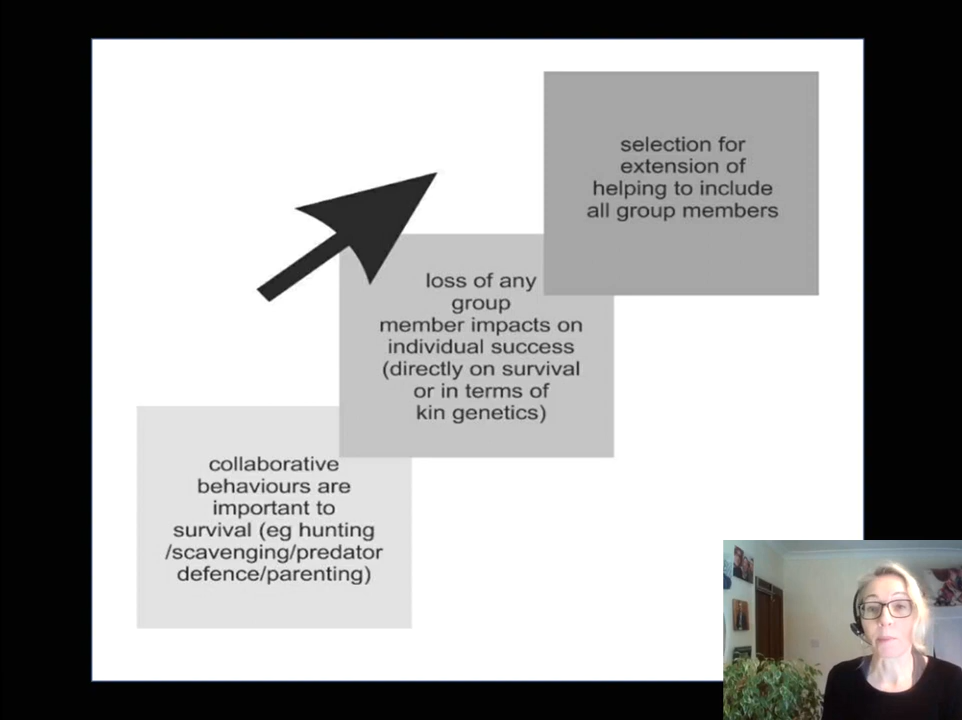 selection for
extension of
helping to include
all group members
loss of any
group
member impacts on
individual success
(directly on survival
or in terms of
kin genetics)
collaborative
behaviours are
important to
survival (eg hunting
/scavenging/predator
defence/parenting)